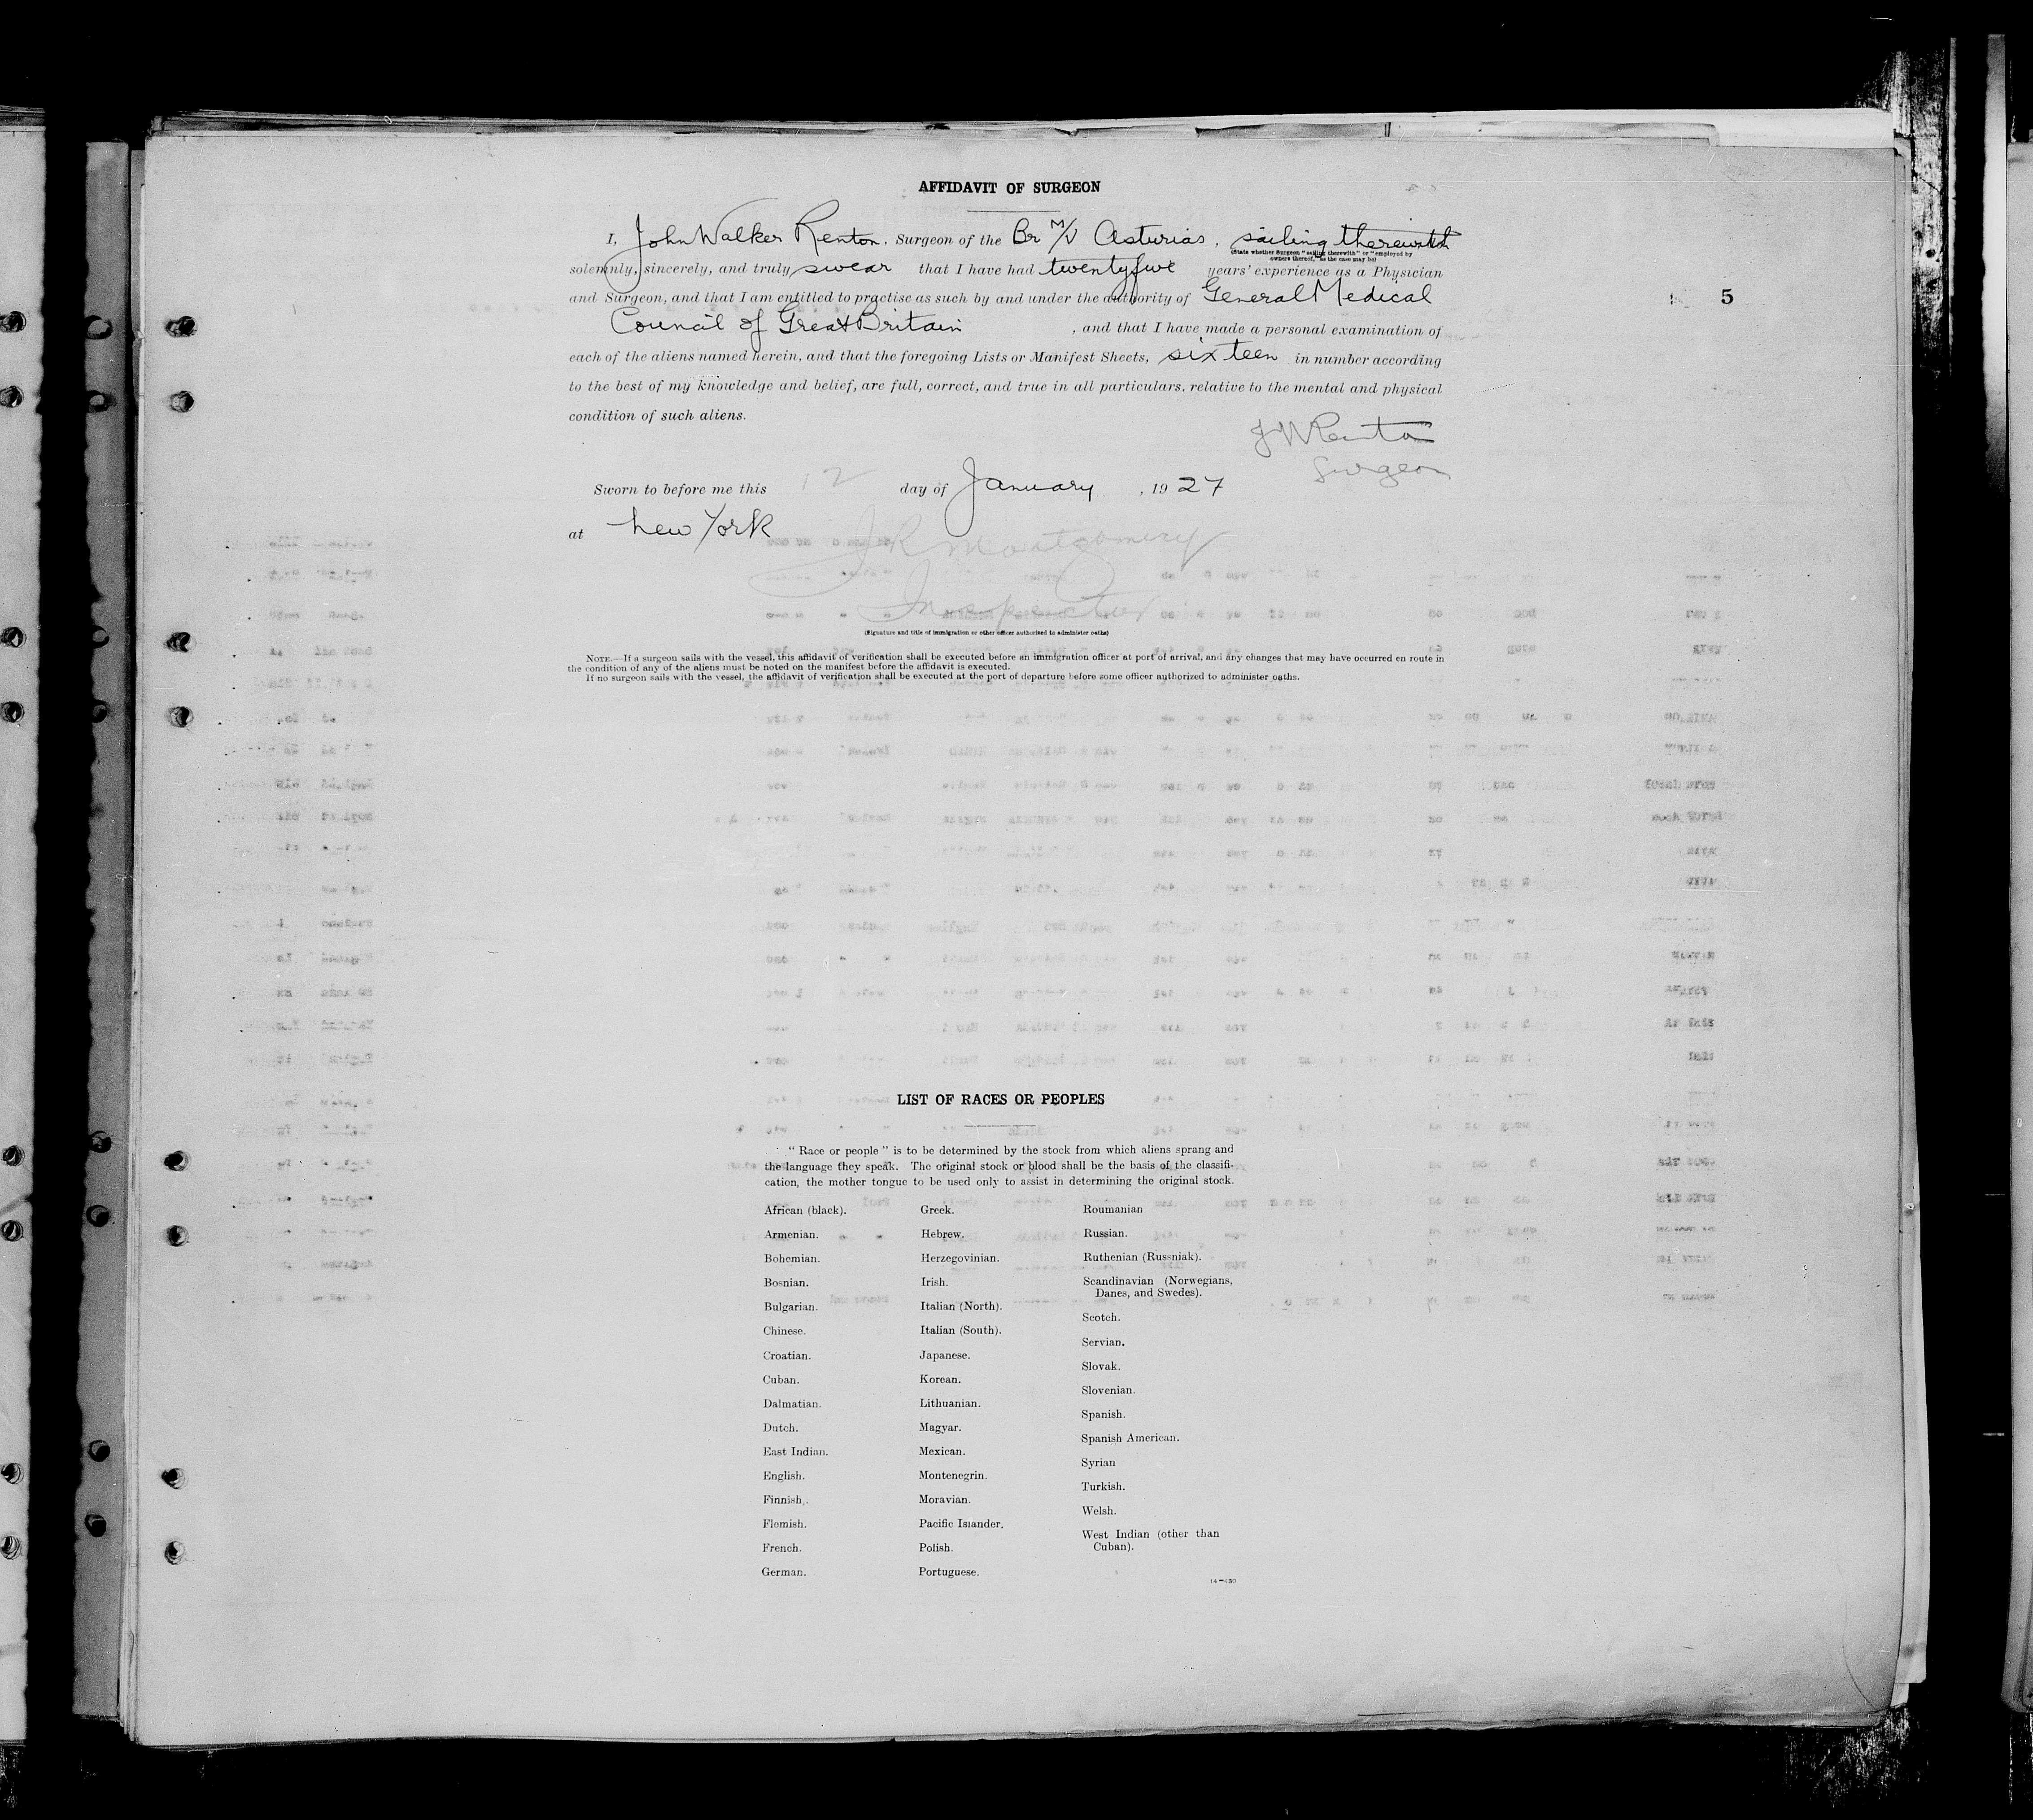 AFFIDAVIT OF SURGEON
I, John Walker Renton, Surgeon of the Br M/V Asturias, sailing therewith
(State whether Surgeon "sailing therewith" or "employed by
owners thereof," as the case may be)
solemnly, sincerely, and truly swear that I have had twentyfive years' experience as a Physician
and Surgeon, and that I am entitled to practise as such by and under the authority of General Medical
5
Council of Great Britain , and that I have made a personal examination of
each of the aliens named herein, and that the foregoing Lists or Manifest Sheets, sixteen in number according
to the best of my knowledge and belief, are full, correct, and true in all particulars, relative to the mental and physical
condition of such aliens.
JW Renton
Surgeon
Sworn to before me this 12 day of January, 1927
at New York
JR Montgomery
Inspector
(Signature and title of immigration or other officer authorized to administer oaths)
NOTE.—If a surgeon sails with the vessel, this affidavit of verification shall be executed before an immigration officer at port of arrival, and any changes that may have occurred en route in
the condition of any of the aliens must be noted on the manifest before the affidavit is executed.
If no surgeon sails with the vessel, the affidavit of verification shall be executed at the port of departure before some officer authorized to administer oaths.
LIST OF RACES OR PEOPLES
"Race or people" is to be determined by the stock from which aliens sprang and
the language they speak. The original stock or blood shall be the basis of the classifi-
cation, the mother tongue to be used only to assist in determining the original stock.
African (black).
Armenian.
Bohemian.
Bosnian.
Bulgarian.
Chinese.
Croatian.
Cuban.
Dalmatian.
Dutch.
East Indian.
English.
Finnish.
Flemish.
French.
German.
Greek.
Hebrew.
Herzegovinian.
Irish.
Italian (North).
Italian (South).
Japanese.
Korean.
Lithuanian.
Magyar.
Mexican.
Montenegrin.
Moravian.
Pacific Islander.
Polish.
Portuguese.
Roumanian
Russian.
Ruthenian (Russniak).
Scandinavian (Norwegians,
Danes, and Swedes).
Scotch.
Servian.
Slovak.
Slovenian.
Spanish.
Spanish American.
Syrian
Turkish.
Welsh.
West Indian (other than
Cuban).